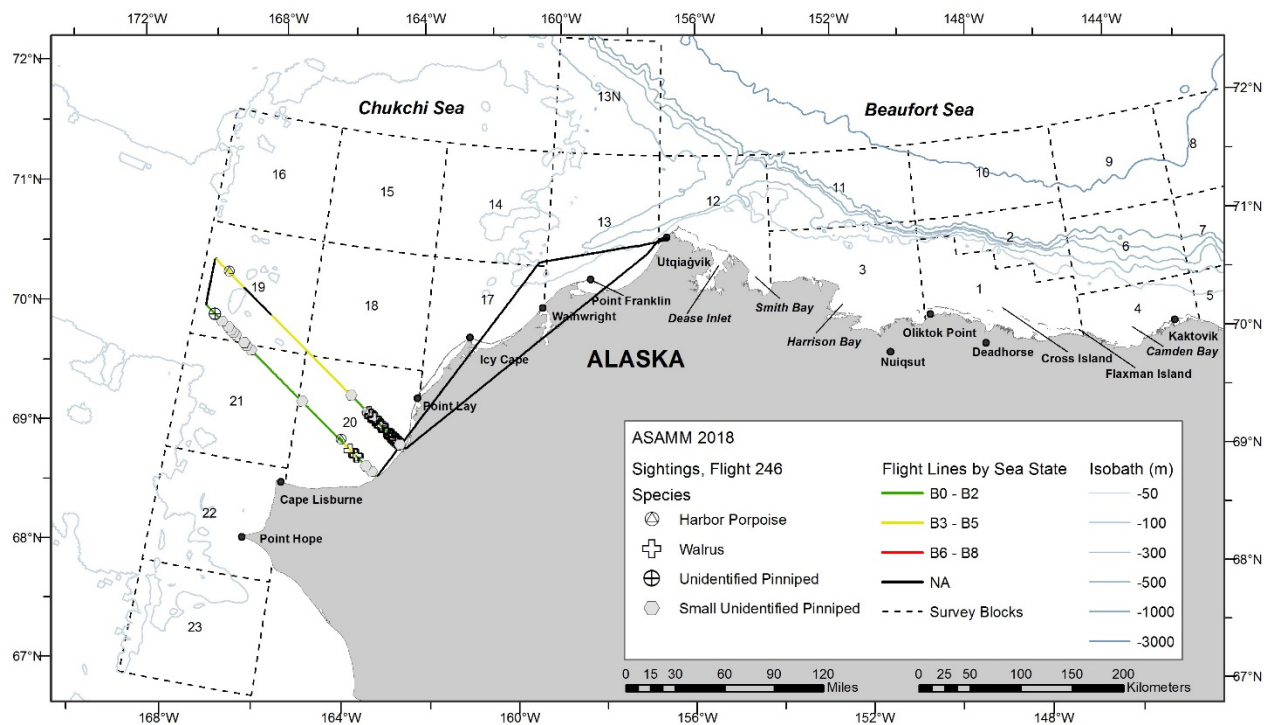 172°W 168°W 164°W 160°W 156°W 152°W 148°W 144°W
72°N 72°N
Chukchi Sea Beaufort Sea
13N
8
9
16
10
15
11
71°N 71°N
14
12
13
7
2
6
Utqiaġvik
3
19
17
18
1
5
4
Point Franklin
Smith Bay
Wainwright
Dease Inlet
Harrison Bay
Oliktok Point
Kaktovik
70°N 70°N
Deadhorse
Cross Island
Camden Bay
Icy Cape
ALASKA
Nuiqsut
Flaxman Island
21
Point Lay
20
69°N 69°N
Cape Lisburne
22
Point Hope
68°N 68°N
23
67°N 67°N
ASAMM 2018
Sightings, Flight 246
Species
Harbor Porpoise
Walrus
Unidentified Pinniped
Small Unidentified Pinniped
Flight Lines by Sea State
B0 - B2
B3 - B5
B6 - B8
NA
Survey Blocks
Isobath (m)
-50
-100
-300
-500
-1000
-3000
0 15 30 60 90 120
Miles
0 25 50 100 150 200
Kilometers
168°W 164°W 160°W 156°W 152°W 148°W